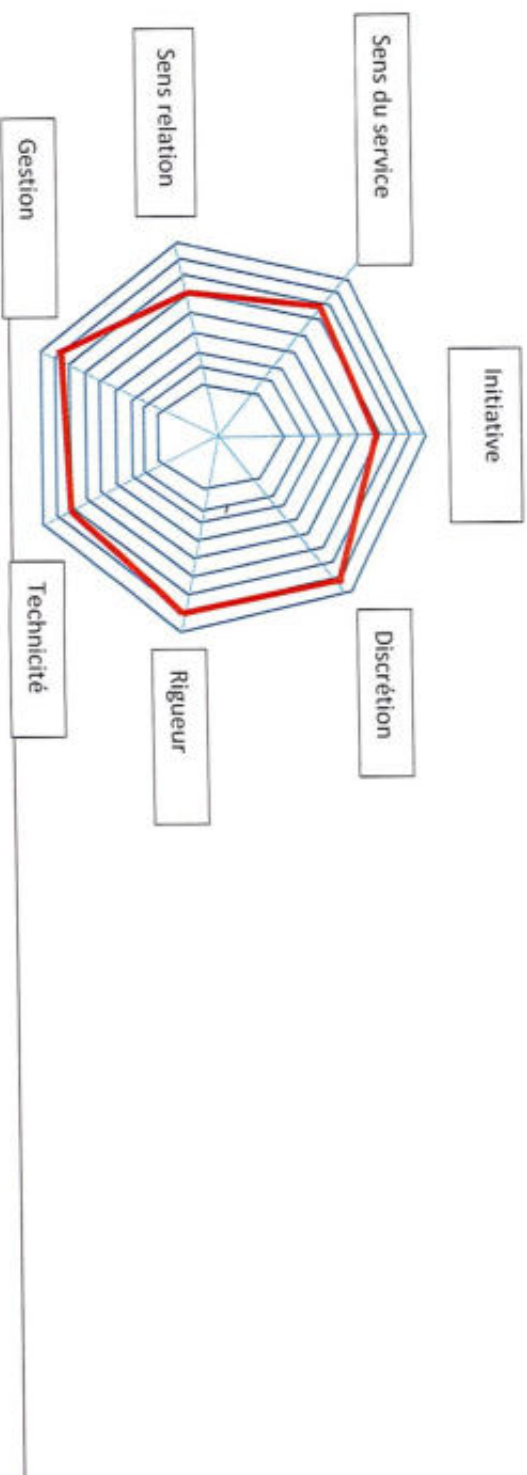 Initiative
Sens du service
Discrétion
Sens relation
Rigueur
Gestion
Technicité